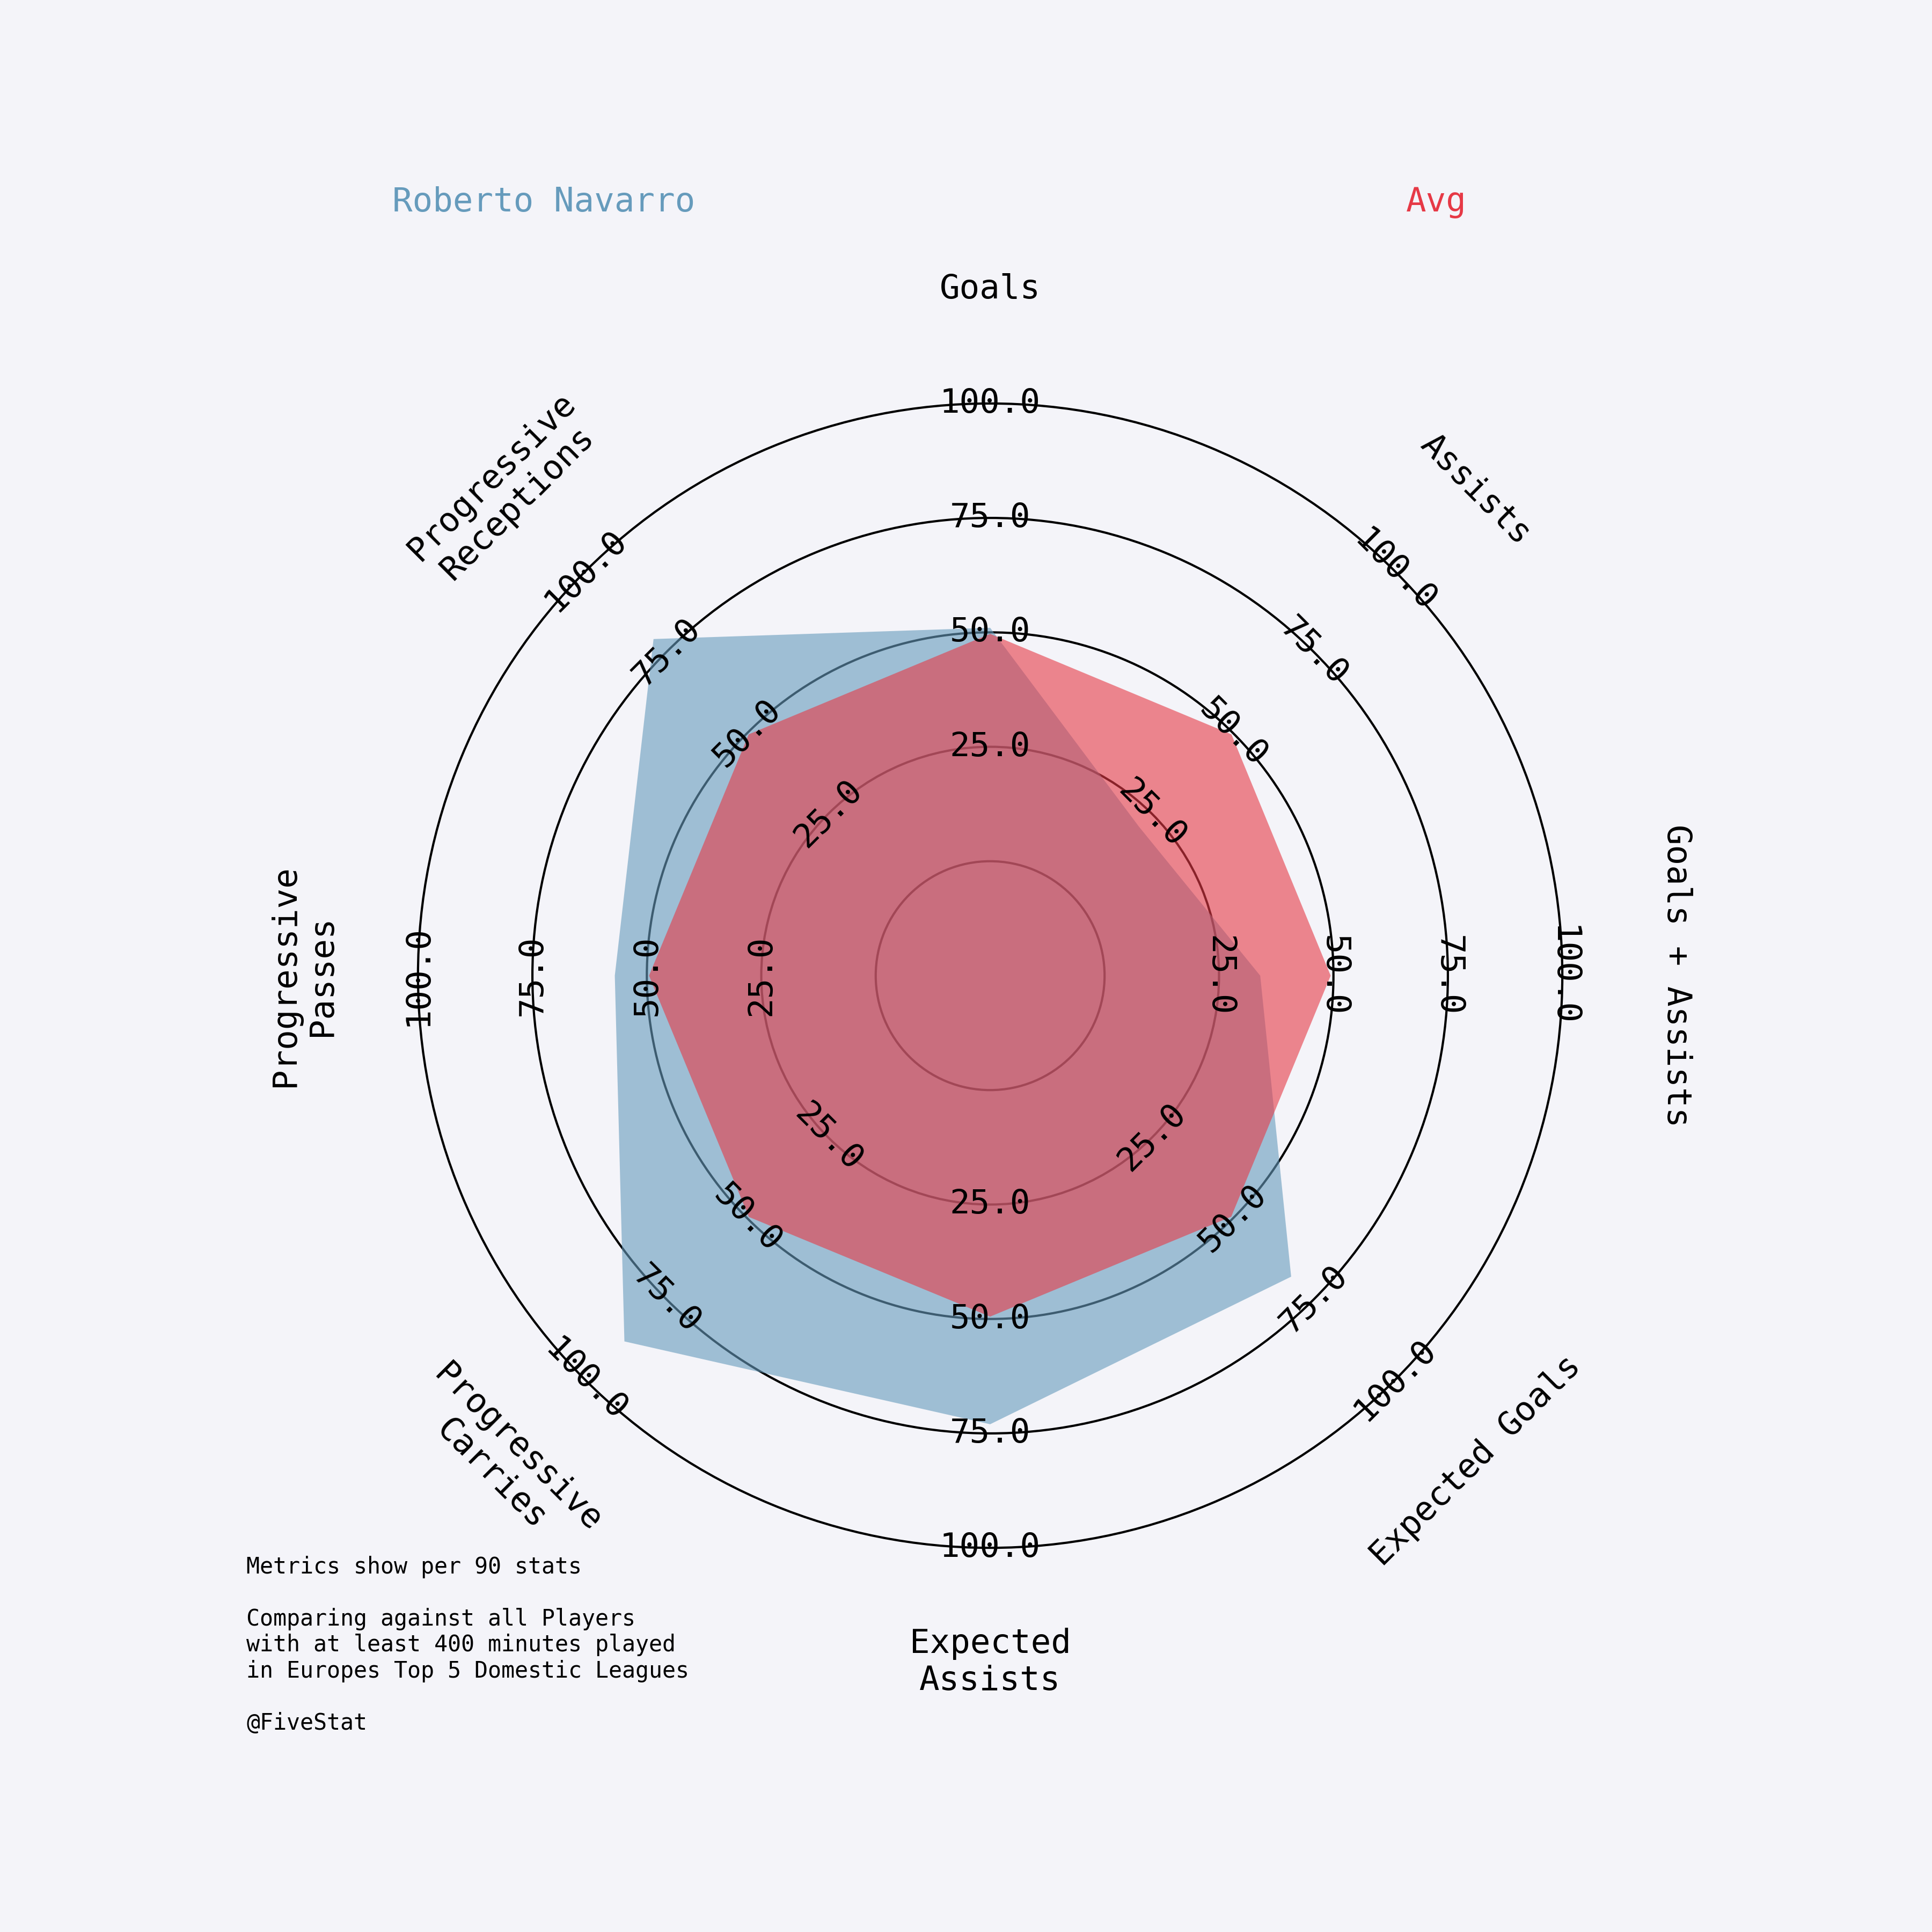 Roberto Navarro
Avg
Goals
Assists
Goals + Assists
Expected Goals
Expected
Assists
Progressive
Carries
Progressive
Passes
Progressive
Receptions
25.0
50.0
75.0
100.0
25.0
50.0
75.0
100.0
25.0
50.0
75.0
100.0
25.0
50.0
75.0
100.0
25.0
50.0
75.0
100.0
25.0
50.0
75.0
100.0
25.0
50.0
75.0
100.0
25.0
50.0
75.0
100.0
Metrics show per 90 stats
Comparing against all Players
with at least 400 minutes played
in Europes Top 5 Domestic Leagues
@FiveStat